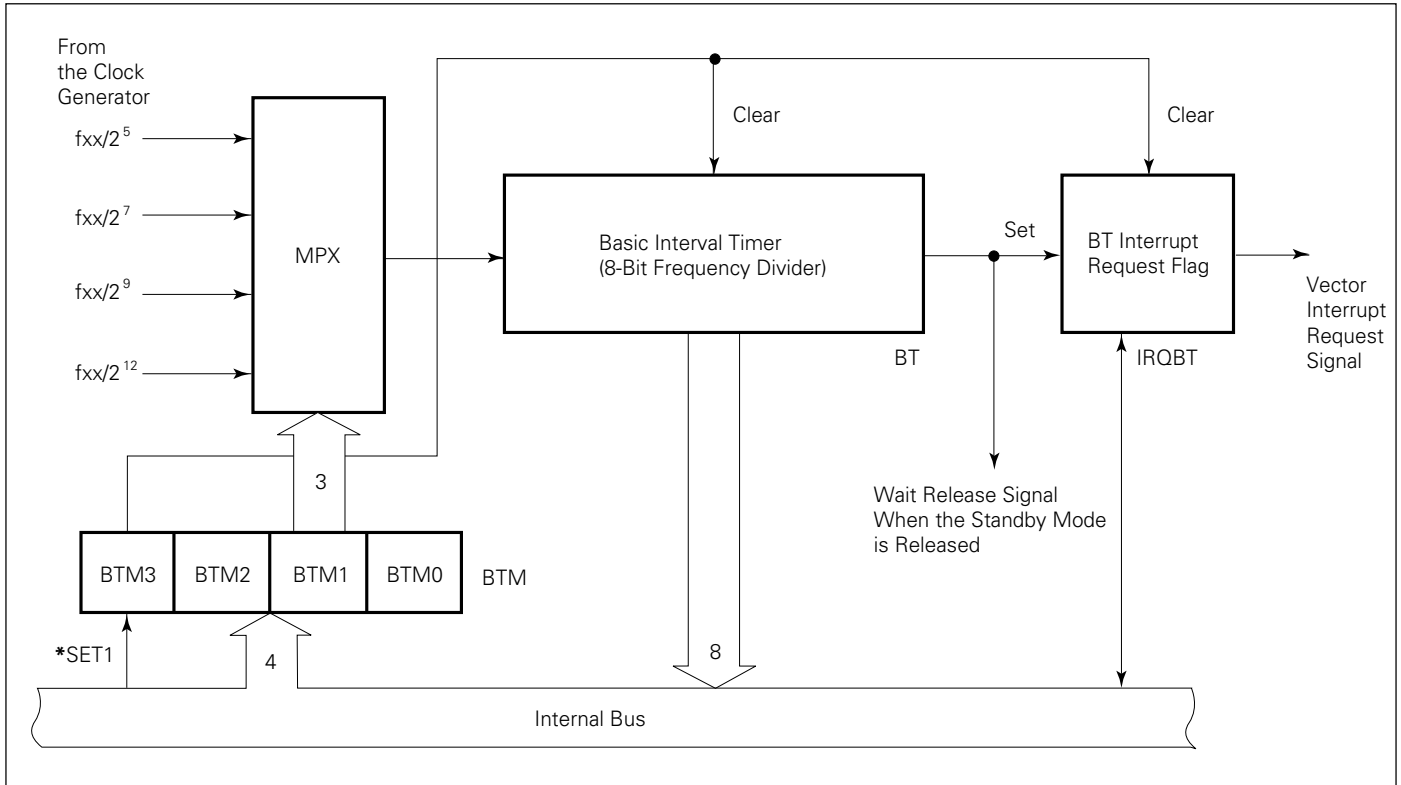 From
the Clock
Generator
fxx/2⁵
fxx/2⁷
fxx/2⁹
fxx/2¹²
MPX
Clear
Clear
Basic Interval Timer
(8-Bit Frequency Divider)
BT
Set
BT Interrupt
Request Flag
IRQBT
Vector
Interrupt
Request
Signal
Wait Release Signal
When the Standby Mode
is Released
3
BTM3 BTM2 BTM1 BTM0 BTM
*SET1
4
8
Internal Bus